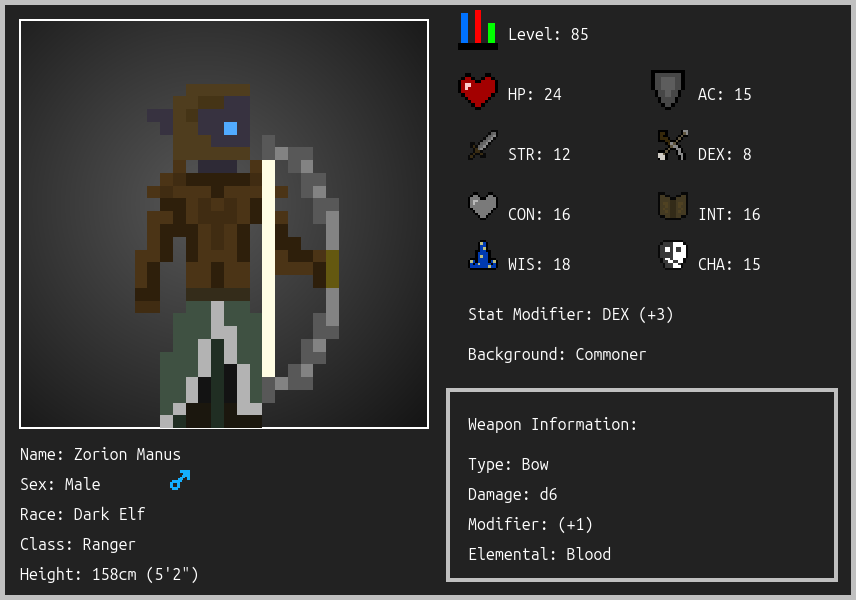 Level: 85
HP: 24
AC: 15
STR: 12
DEX: 8
CON: 16
INT: 16
WIS: 18
CHA: 15
Stat Modifier: DEX (+3)
Background: Commoner
Weapon Information:
Type: Bow
Damage: d6
Modifier: (+1)
Elemental: Blood
Name: Zorion Manus
Sex: Male
Race: Dark Elf
Class: Ranger
Height: 158cm (5'2")